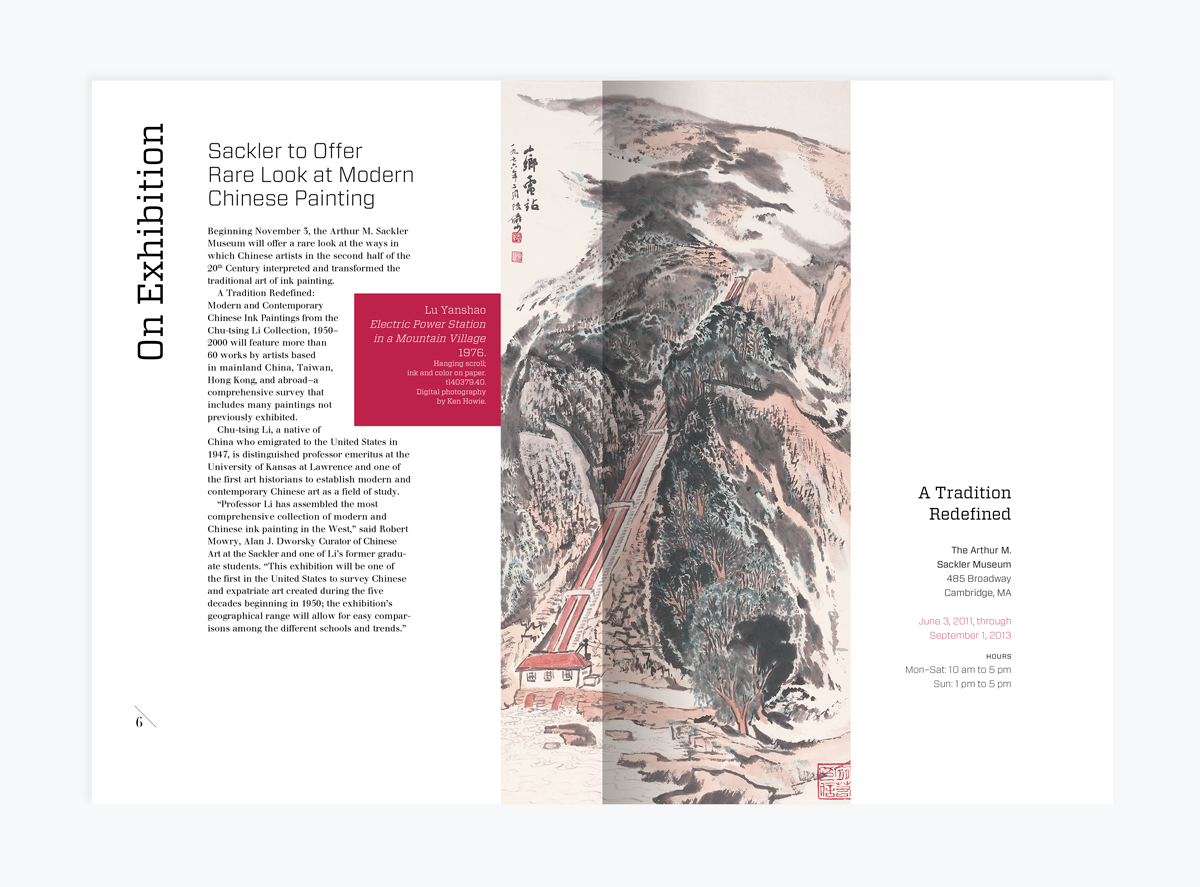 On Exhibition
Sackler to Offer
Rare Look at Modern
Chinese Painting
Beginning November 3, the Arthur M. Sackler
Museum will offer a rare look at the ways in
which Chinese artists in the second half of the
20th Century interpreted and transformed the
traditional art of ink painting.
A Tradition Redefined:
Modern and Contemporary
Chinese Ink Paintings from the
Chu-tsing Li Collection, 1950–
2000 will feature more than
60 works by artists based
in mainland China, Taiwan,
Hong Kong, and abroad–a
comprehensive survey that
includes many paintings not
previously exhibited.
Chu-tsing Li, a native of
China who emigrated to the United States in
1947, is distinguished professor emeritus at the
University of Kansas at Lawrence and one of
the first art historians to establish modern and
contemporary Chinese art as a field of study.
“Professor Li has assembled the most
comprehensive collection of modern and
Chinese ink painting in the West,” said Robert
Mowry, Alan J. Dworsky Curator of Chinese
Art at the Sackler and one of Li’s former gradu-
ate students. “This exhibition will be one of
the first in the United States to survey Chinese
and expatriate art created during the five
decades beginning in 1950; the exhibition’s
geographical range will allow for easy compar-
isons among the different schools and trends.”
6
Lu Yanshao
Electric Power Station
in a Mountain Village
1976.
Hanging scroll;
ink and color on paper.
tl40379.40.
Digital photography
by Ken Howie.
山鄉電站
一九七六年二月
A Tradition
Redefined
The Arthur M.
Sackler Museum
485 Broadway
Cambridge, MA
June 3, 2011, through
September 1, 2013
HOURS
Mon–Sat: 10 am to 5 pm
Sun: 1 pm to 5 pm